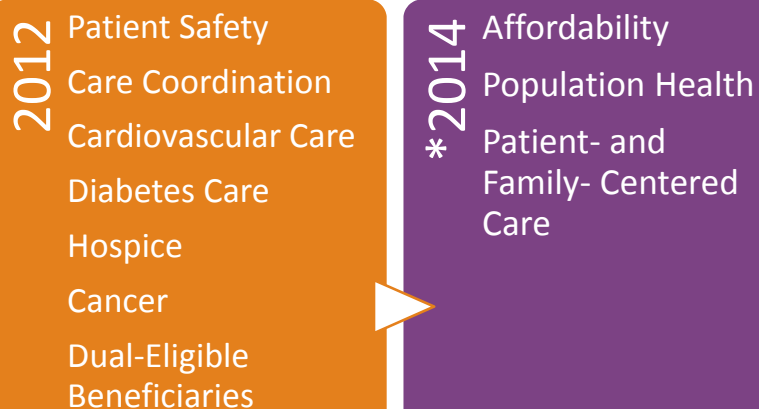 2012
Patient Safety
Care Coordination
Cardiovascular Care
Diabetes Care
Hospice
Cancer
Dual-Eligible
Beneficiaries
*2014
Affordability
Population Health
Patient- and
Family- Centered
Care